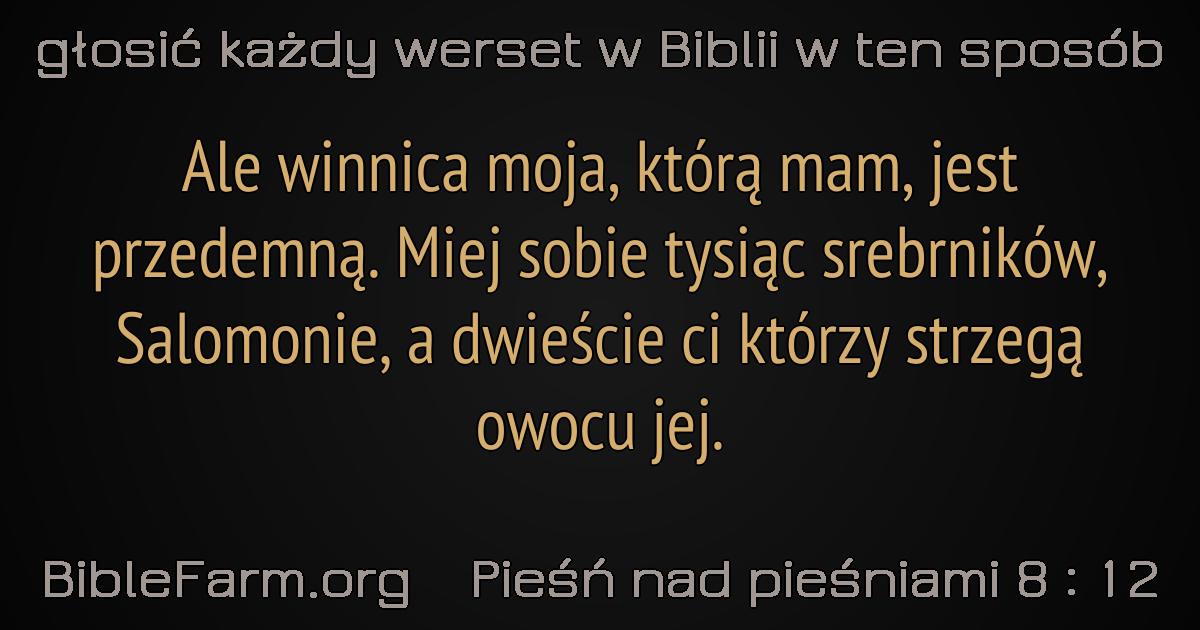 głosić każdy werset w Biblii w ten sposób
Ale winnica moja, którą mam, jest
przedemną. Miej sobie tysiąc srebrników,
Salomonie, a dwieście ci którzy strzegą
owocu jej.
BibleFarm.org Pieśń nad pieśniami 8 : 12